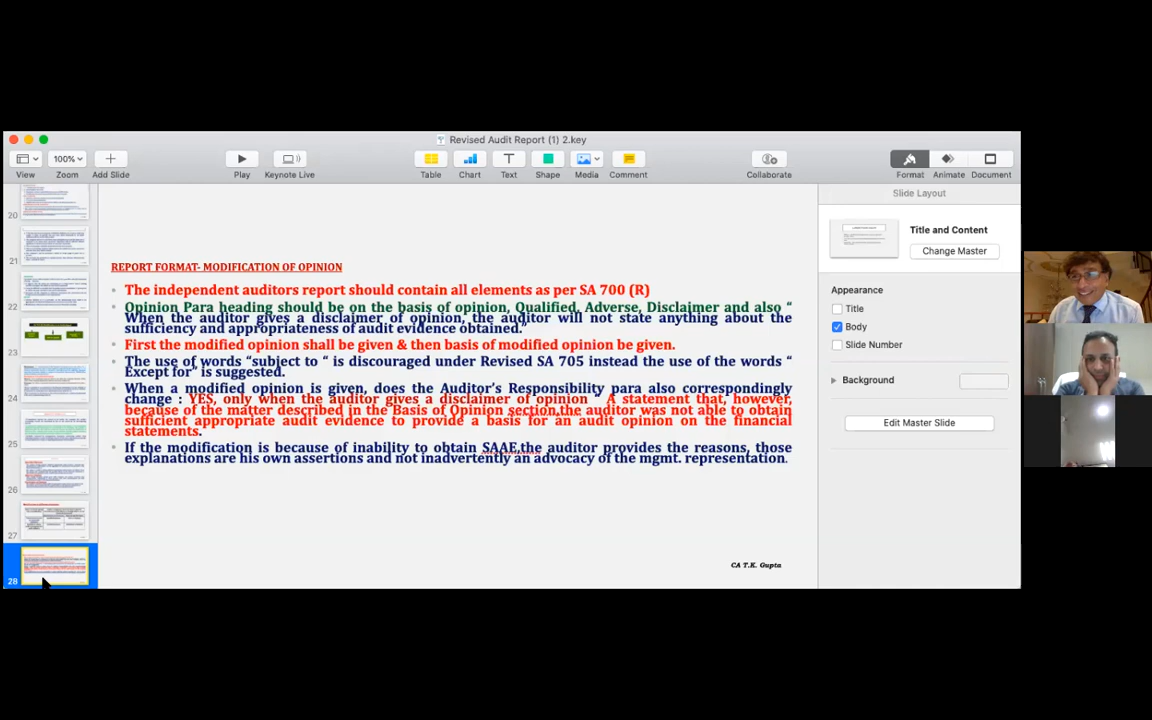 Revised Audit Report (1) 2.key
100%
View
Zoom
Add Slide
Play
Keynote Live
Table
Chart
Text
Shape
Media
Comment
Collaborate
Format
Animate
Document
20
21
22
23
24
25
26
27
28
REPORT FORMAT- MODIFICATION OF OPINION
The independent auditors report should contain all elements as per SA 700 (R)
Opinion Para heading should be on the basis of opinion, Qualified, Adverse, Disclaimer and also “
When the auditor gives a disclaimer of opinion, the auditor will not state anything about the
sufficiency and appropriateness of audit evidence obtained.”
First the modified opinion shall be given & then basis of modified opinion be given.
The use of words “subject to “ is discouraged under Revised SA 705 instead the use of the words “
Except for” is suggested.
When a modified opinion is given, does the Auditor’s Responsibility para also correspondingly
change : YES, only when the auditor gives a disclaimer of opinion “ A statement that, however,
because of the matter described in the Basis of Opinion section,the auditor was not able to obtain
sufficient appropriate audit evidence to provide a basis for an audit opinion on the financial
statements.
If the modification is because of inability to obtain SAAE,the auditor provides the reasons, those
explanations are his own assertions and not inadvertently an advocacy of the mgmt. representation.
CA T.K. Gupta
Slide Layout
Title and Content
Change Master
Appearance
Title
Body
Slide Number
Background
Edit Master Slide